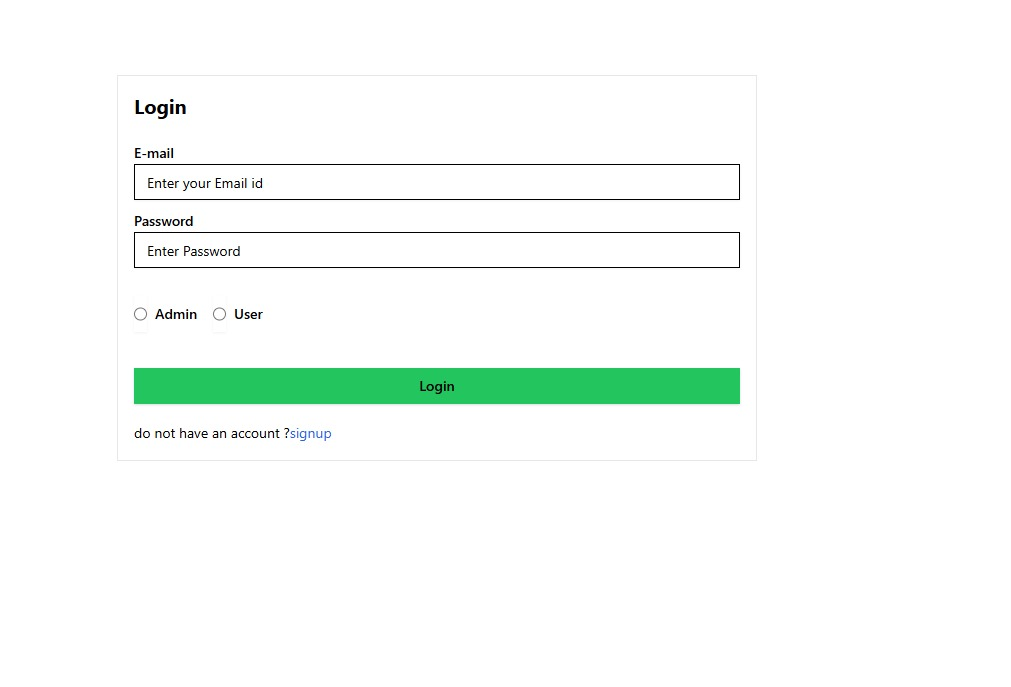 Login
E-mail
Enter your Email id
Password
Enter Password
Admin User
Login
do not have an account ?signup